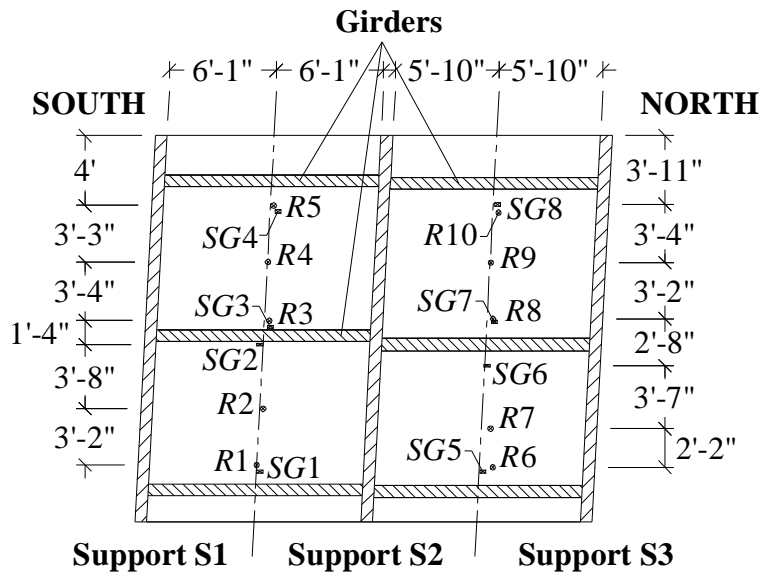 Girders
6'-1" 6'-1" 5'-10" 5'-10"
SOUTH NORTH
4' 3'-11"
R5 SG8
SG4 R10
3'-3" R4 R9 3'-4"
3'-4" SG3 R3 SG7 R8 3'-2"
1'-4" SG2 2'-8"
SG6
3'-8" R2 R7 3'-7"
3'-2" R1 SG1 SG5 R6 2'-2"
Support S1 Support S2 Support S3